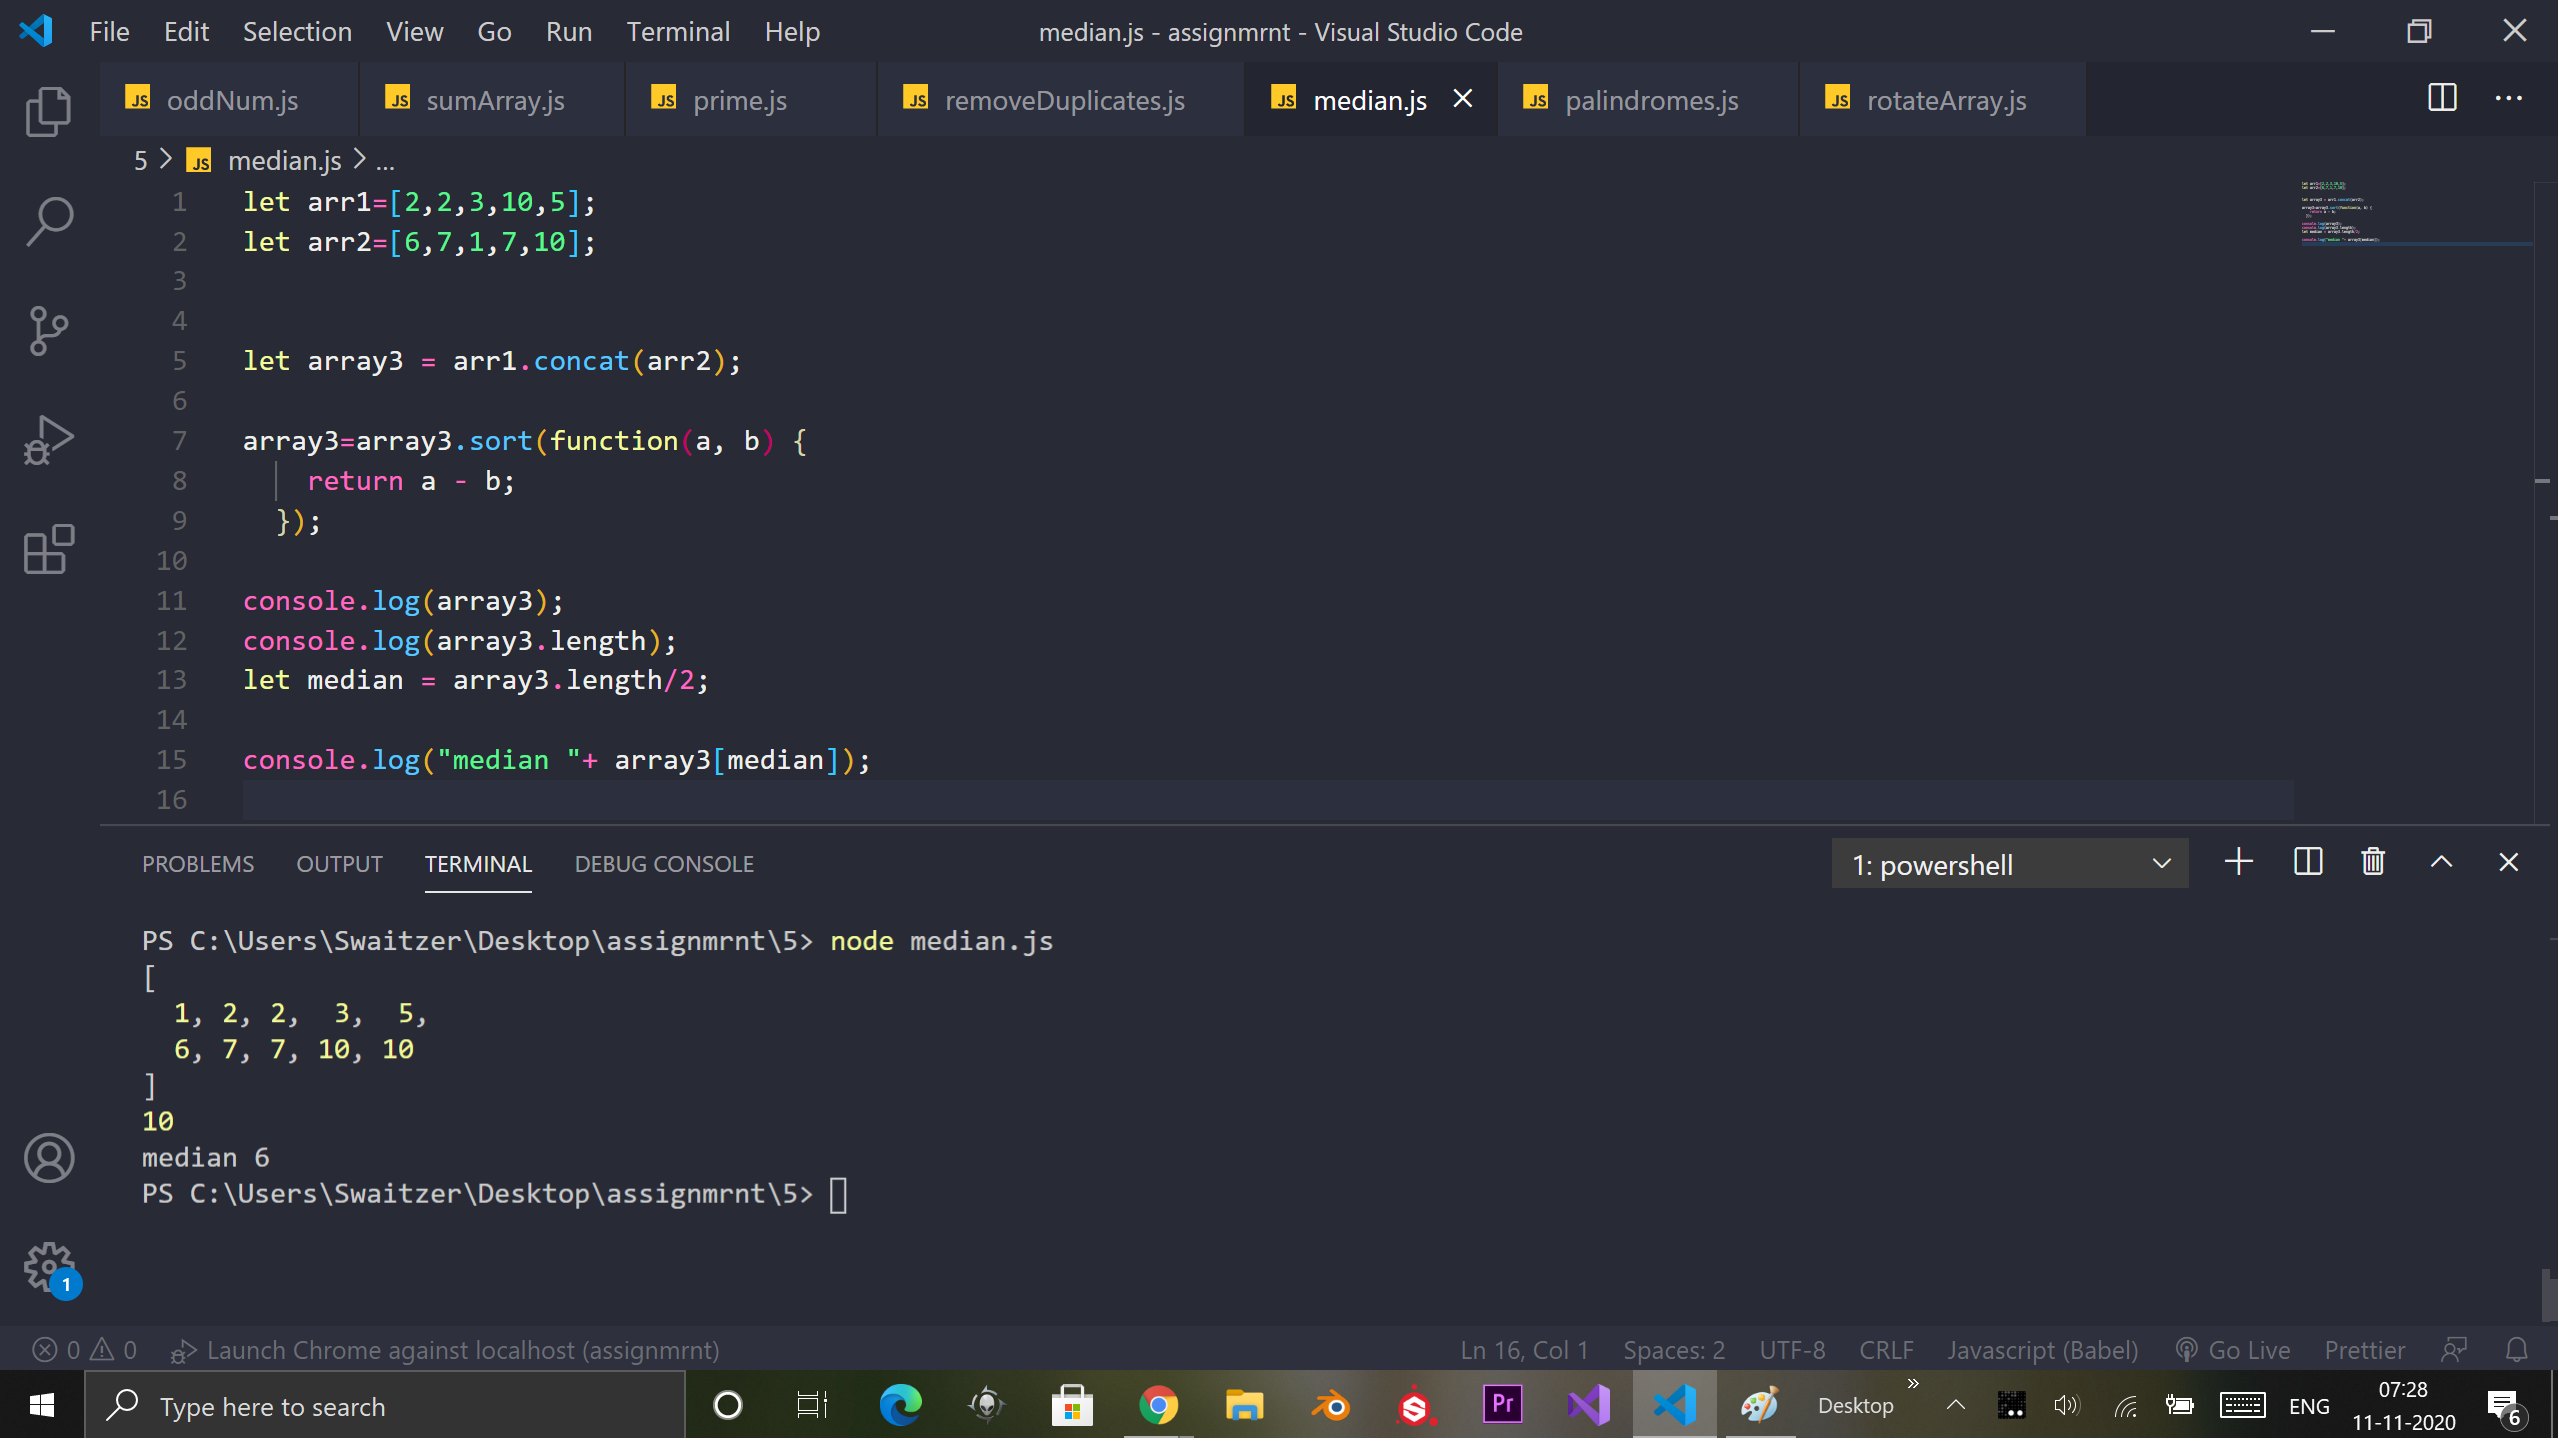 File Edit Selection View Go Run Terminal Help median.js - assignmrnt - Visual Studio Code
oddNum.js sumArray.js prime.js removeDuplicates.js median.js palindromes.js rotateArray.js
5 > JS median.js > ...
1 let arr1=[2,2,3,10,5];
2 let arr2=[6,7,1,7,10];
3
4
5 let array3 = arr1.concat(arr2);
6
7 array3=array3.sort(function(a, b) {
8 return a - b;
9 });
10
11 console.log(array3);
12 console.log(array3.length);
13 let median = array3.length/2;
14
15 console.log("median "+ array3[median]);
16
PROBLEMS OUTPUT TERMINAL DEBUG CONSOLE 1: powershell
PS C:\Users\Swaitzer\Desktop\assignmrnt\5> node median.js
[
1, 2, 2, 3, 5,
6, 7, 7, 10, 10
]
10
median 6
PS C:\Users\Swaitzer\Desktop\assignmrnt\5>
1
0 0 Launch Chrome against localhost (assignmrnt) Ln 16, Col 1 Spaces: 2 UTF-8 CRLF Javascript (Babel) Go Live Prettier
Type here to search Pr Desktop ENG 07:28
11-11-2020 6